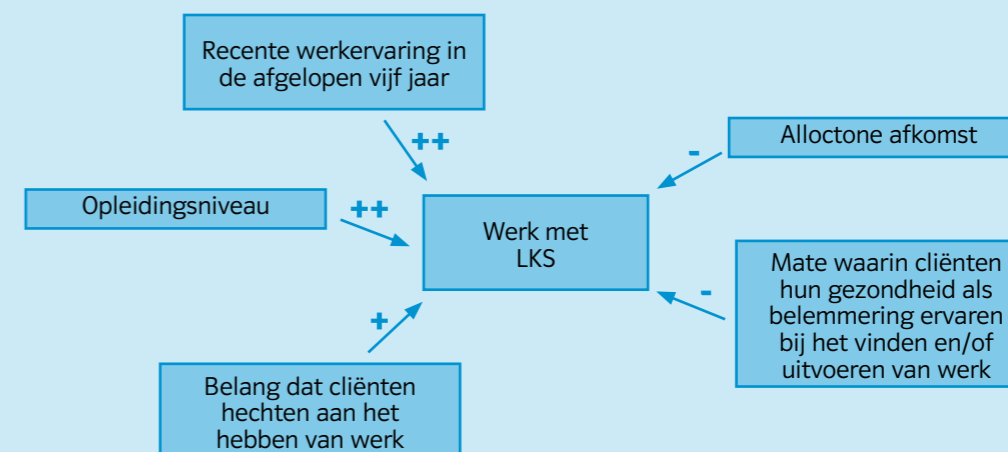 Recente werkervaring in
de afgelopen vijf jaar
++
Alloctone afkomst
-
Opleidingsniveau
++
Werk met
LKS
Mate waarin cliënten
hun gezondheid als
belemmering ervaren
bij het vinden en/of
uitvoeren van werk
-
+
Belang dat cliënten
hechten aan het
hebben van werk